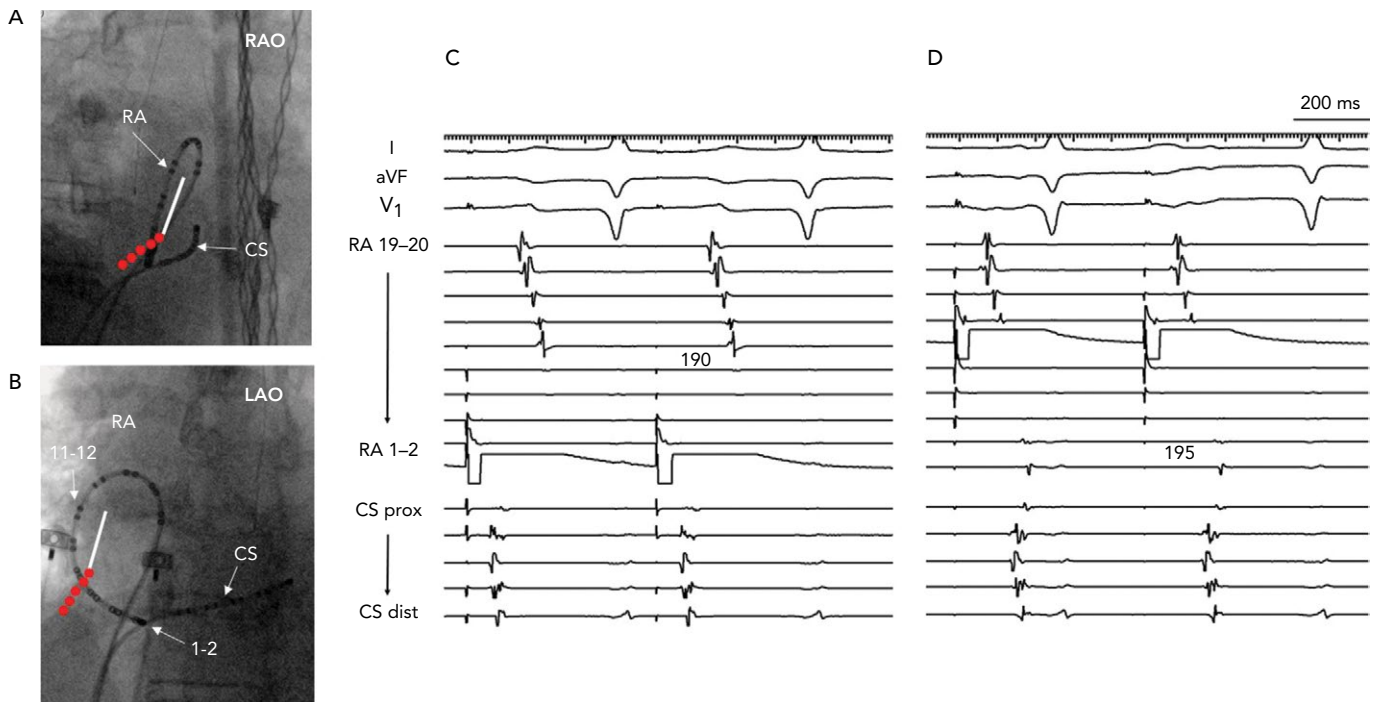 A
RAO
RA
CS
B
LAO
RA
11-12
CS
1-2
C
D
200 ms
I
aVF
V1
RA 19–20
190
RA 1–2
195
CS prox
CS dist